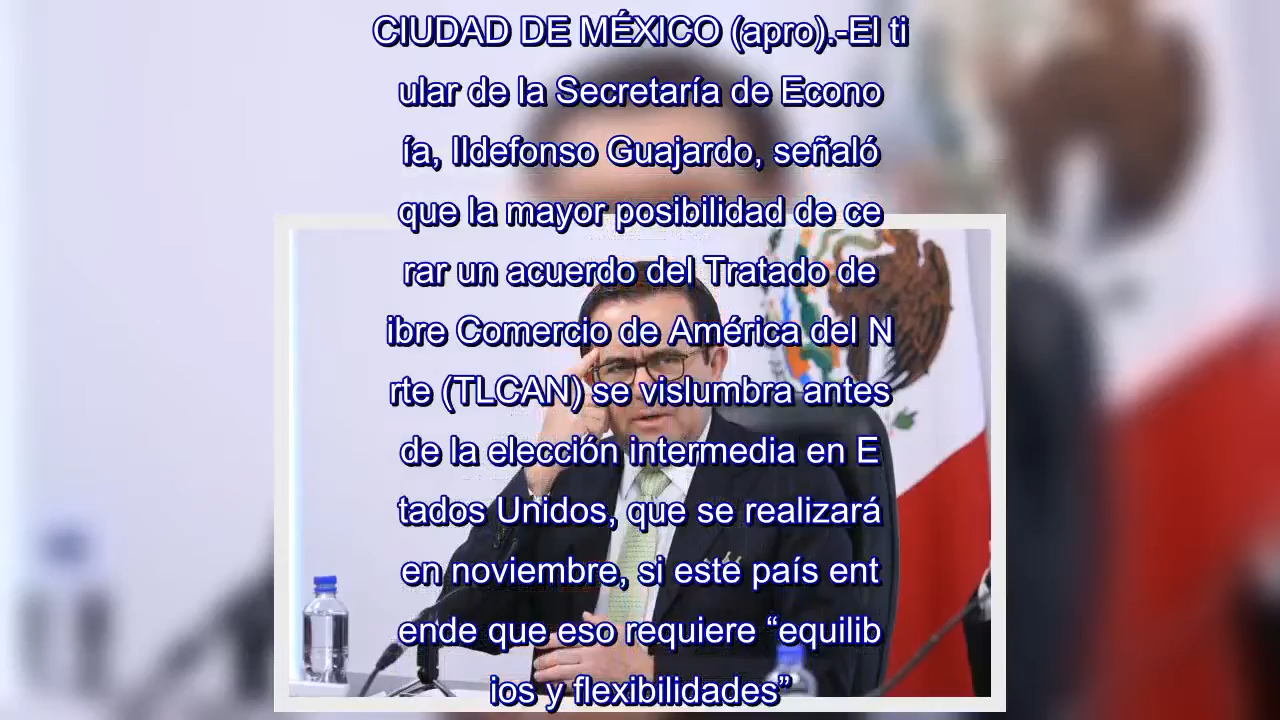 CIUDAD DE MÉXICO (apro).-El ti
ular de la Secretaría de Econo
ía, Ildefonso Guajardo, señaló
que la mayor posibilidad de ce
rar un acuerdo del Tratado de
ibre Comercio de América del N
rte (TLCAN) se vislumbra antes
de la elección intermedia en E
tados Unidos, que se realizará
en noviembre, si este país ent
ende que eso requiere “equilib
ios y flexibilidades”